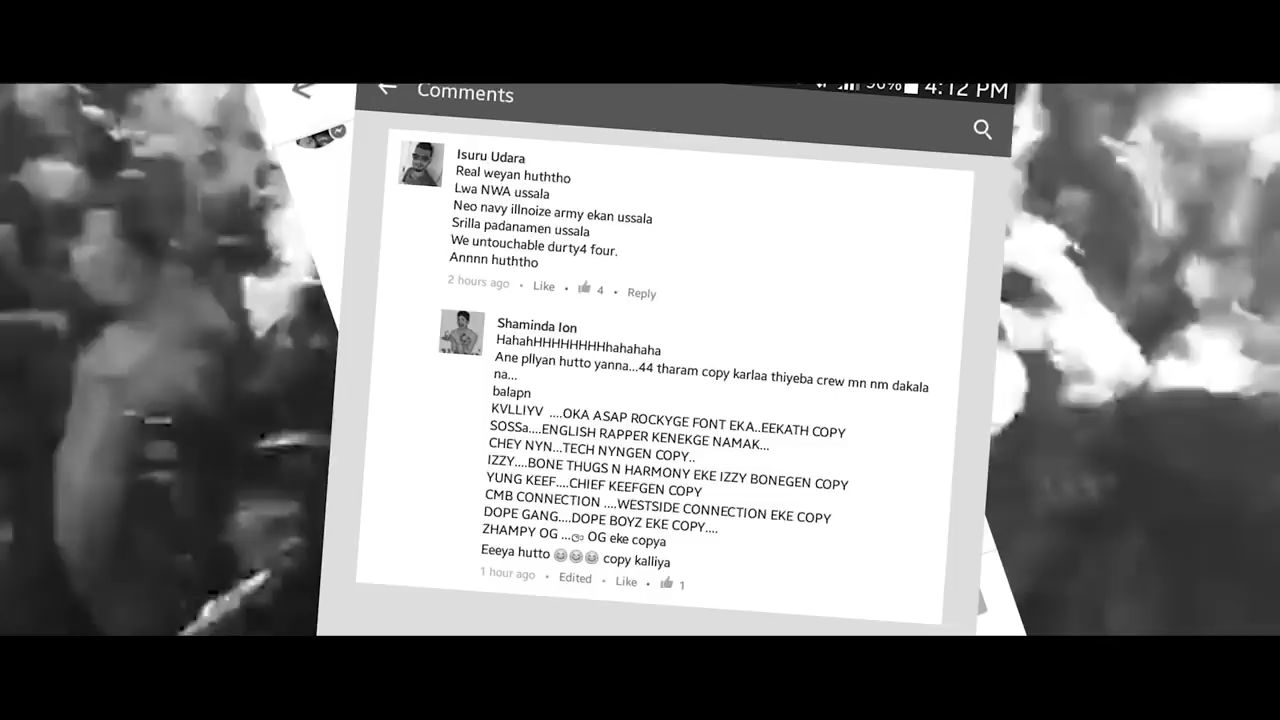 4:12 PM
Comments
Isuru Udara
Real weyan huththo
Lwa NWA ussala
Neo navy illnoize army ekan ussala
Srilla padanamen ussala
We untouchable durty4 four.
Annnn huththo
2 hours ago • Like • 4 • Reply
Shaminda Ion
HahahHHHHHHHHhahahaha
Ane pllyan hutto yanna...44 tharam copy karlaa thiyeba crew mn nm dakala
na...
balapn
KVLLIYV ....OKA ASAP ROCKYGE FONT EKA..EEKATH COPY
SOSSa....ENGLISH RAPPER KENEKGE NAMAK...
CHEY NYN...TECH NYNGEN COPY..
IZZY....BONE THUGS N HARMONY EKE IZZY BONEGEN COPY
YUNG KEEF....CHIEF KEEFGEN COPY
CMB CONNECTION ....WESTSIDE CONNECTION EKE COPY
DOPE GANG....DOPE BOYZ EKE COPY....
ZHAMPY OG ... OG eke copya
Eeeya hutto 😄😄😄 copy kalliya
1 hour ago • Edited • Like • 1